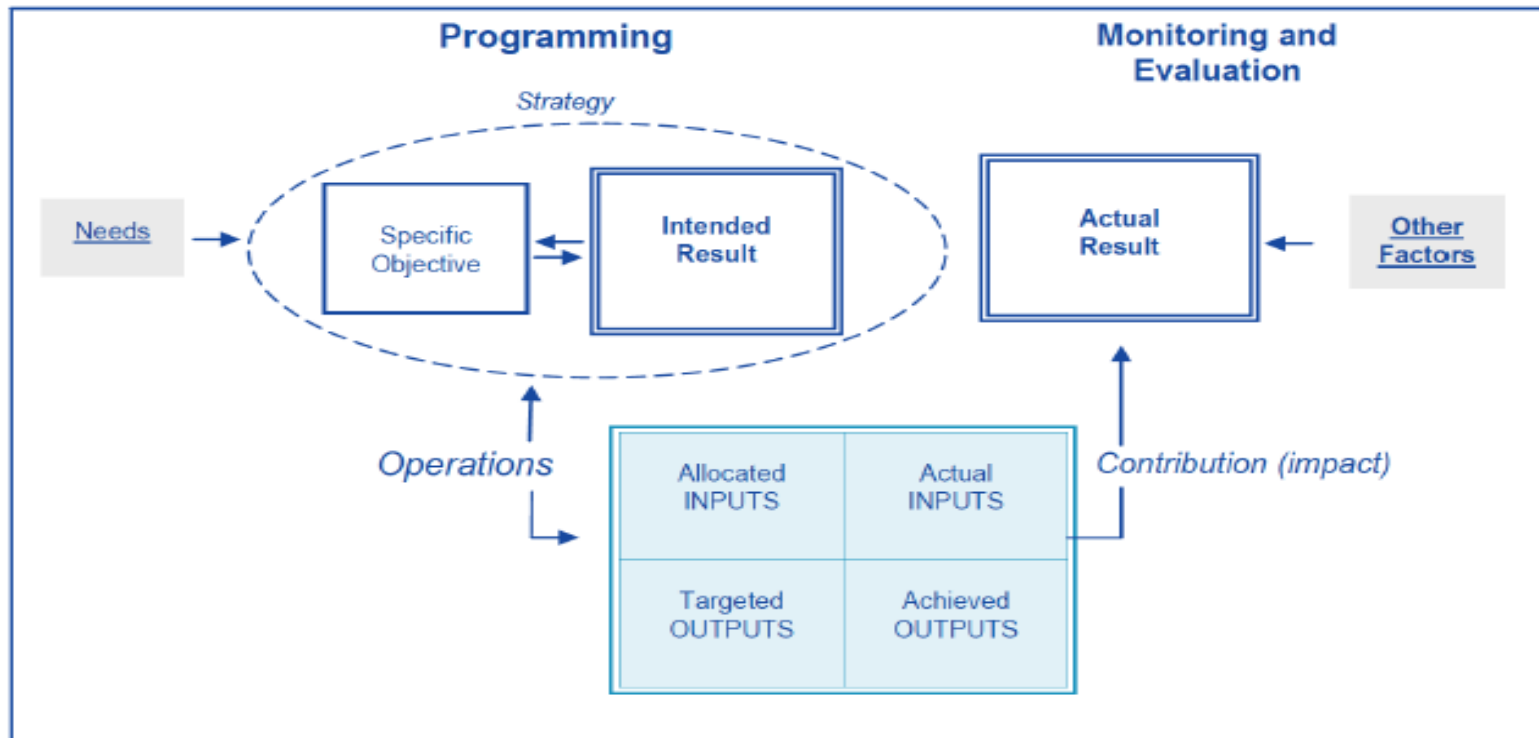 Programming
Monitoring and
Evaluation
Strategy
Needs
Specific
Objective
Intended
Result
Actual
Result
Other
Factors
Operations
Allocated
INPUTS
Actual
INPUTS
Contribution (impact)
Targeted
OUTPUTS
Achieved
OUTPUTS